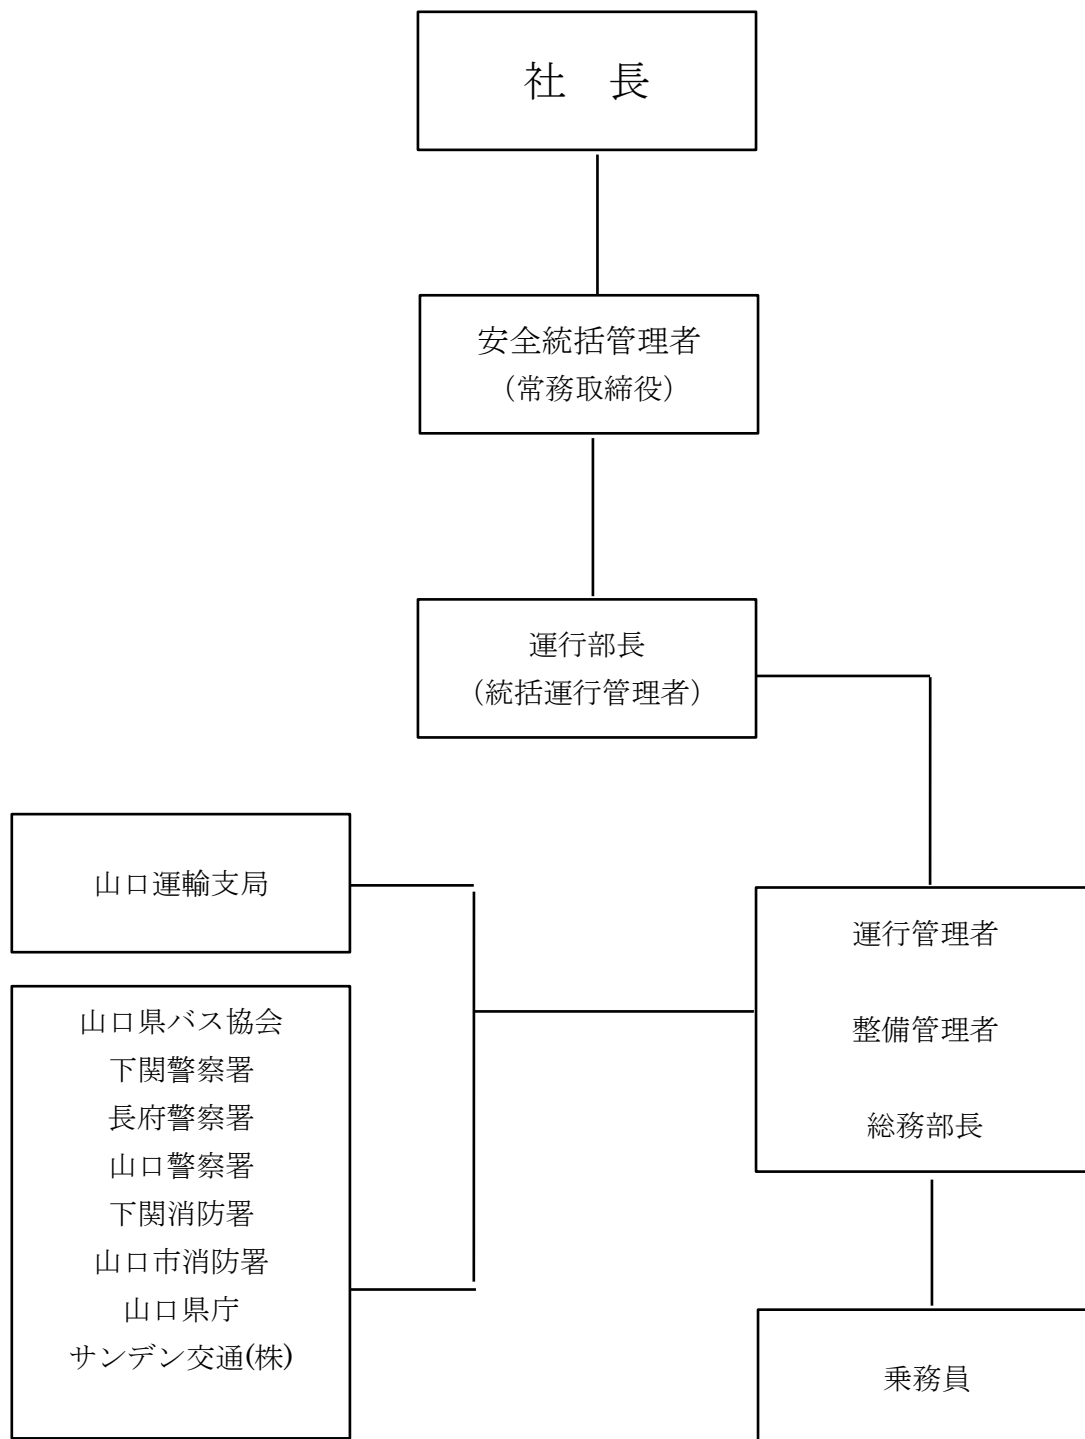 社　長
安全統括管理者
（常務取締役）
運行部長
（統括運行管理者）
山口運輸支局
山口県バス協会
下関警察署
長府警察署
山口警察署
下関消防署
山口市消防署
山口県庁
サンデン交通(株)
運行管理者
整備管理者
総務部長
乗務員